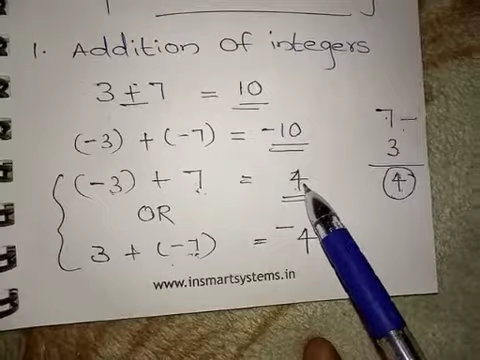 1. Addition of integers
3 + 7 = 10
(-3) + (-7) = -10
(-3) + 7 = 4
OR
3 + (-7) = -4
7 -
3
4
www.insmartsystems.in